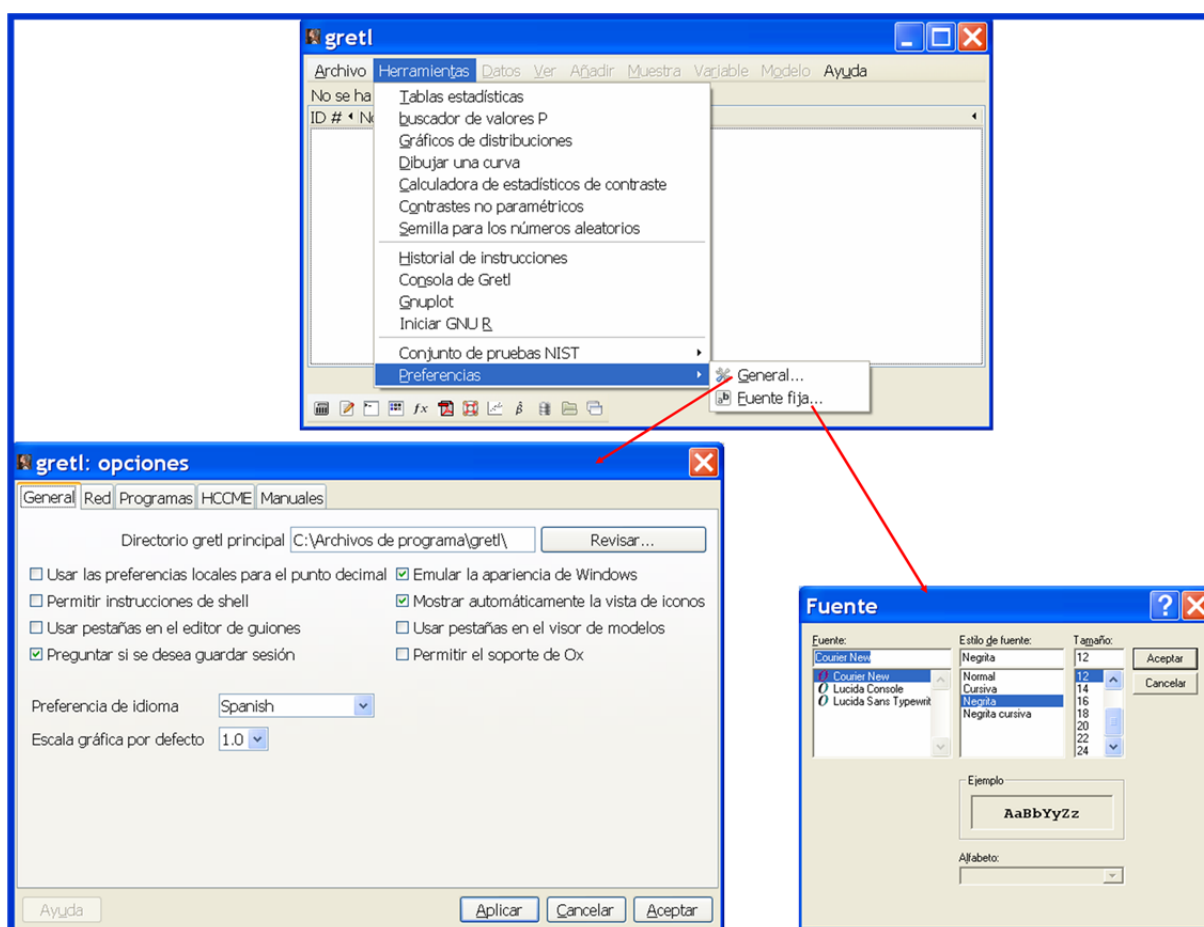 gretl
Archivo Herramientas Datos Ver Añadir Muestra Variable Modelo Ayuda
No se ha
ID #
Tablas estadísticas
buscador de valores P
Gráficos de distribuciones
Dibujar una curva
Calculadora de estadísticos de contraste
Contrastes no paramétricos
Semilla para los números aleatorios
Historial de instrucciones
Consola de Gretl
Gnuplot
Iniciar GNU R
Conjunto de pruebas NIST
Preferencias
General...
Fuente fija...
gretl: opciones
General Red Programas HCCME Manuales
Directorio gretl principal C:\Archivos de programa\gretl\ Revisar...
Usar las preferencias locales para el punto decimal Emular la apariencia de Windows
Permitir instrucciones de shell Mostrar automáticamente la vista de iconos
Usar pestañas en el editor de guiones Usar pestañas en el visor de modelos
Preguntar si se desea guardar sesión Permitir el soporte de Ox
Preferencia de idioma Spanish
Escala gráfica por defecto 1.0
Ayuda Aplicar Cancelar Aceptar
Fuente
Fuente: Estilo de fuente: Tamaño:
Courier New Negrita 12 Aceptar
Courier New Normal 12
Lucida Console Cursiva 14 Cancelar
Lucida Sans Typewrit Negrita 16
Negrita cursiva 18
20
22
24
Ejemplo
AaBbYyZz
Alfabeto: